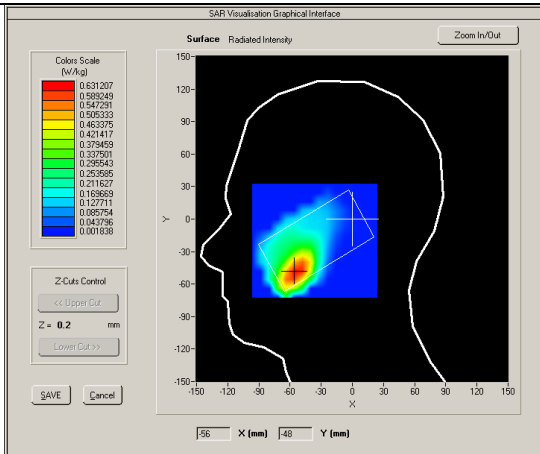 SAR Visualisation Graphical Interface
Surface Radiated Intensity
Zoom In/Out
Colors Scale
(W/kg)
0.631207
0.589249
0.547291
0.505333
0.463375
0.421417
0.379459
0.337501
0.295543
0.253585
0.211627
0.169669
0.127711
0.085754
0.043796
0.001838
Z-Cuts Control
<< Upper Cut
Z = 0.2 mm
Lower Cut >>
SAVE Cancel
150
120
90
60
30
0
-30
-60
-90
-120
-150
Y
-150 -120 -90 -60 -30 0 30 60 90 120 150
X
-56 X (mm) -48 Y (mm)